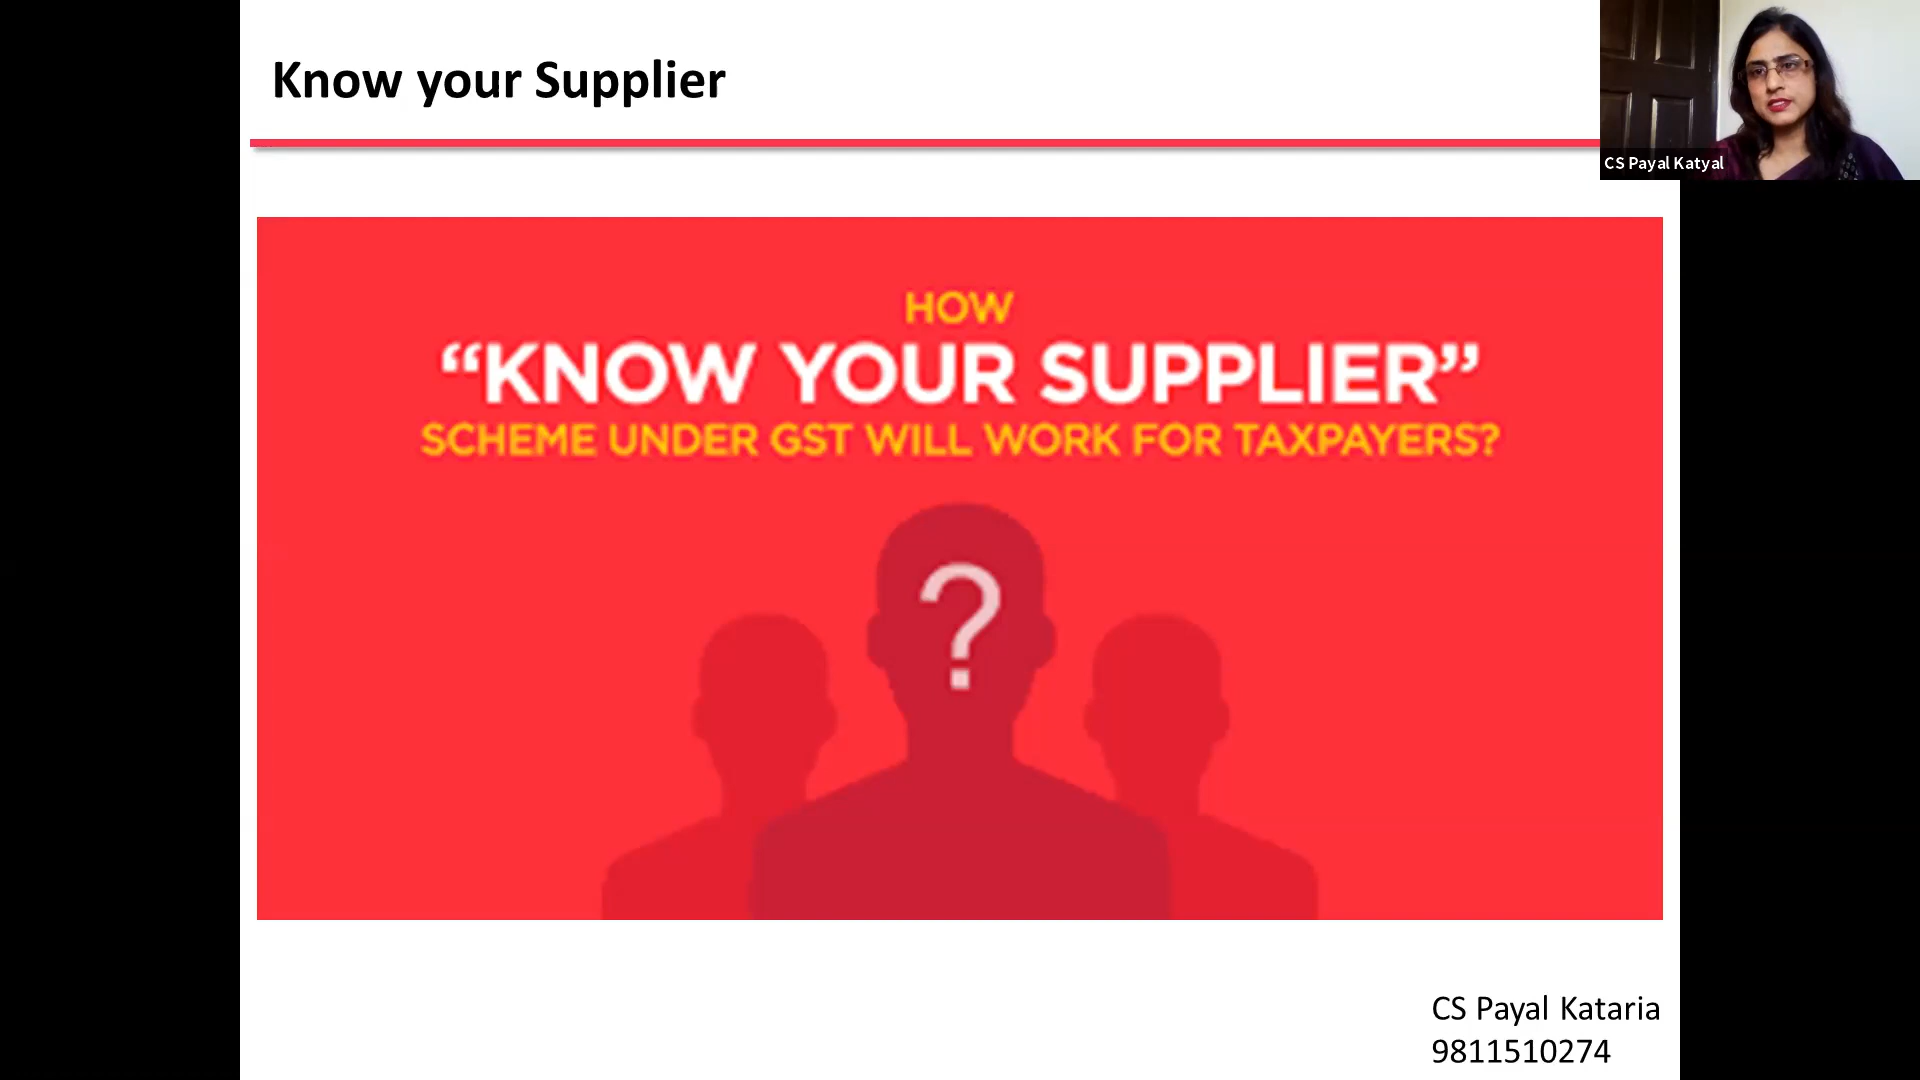 Know your Supplier
CS Payal Katyal
HOW
“KNOW YOUR SUPPLIER”
SCHEME UNDER GST WILL WORK FOR TAXPAYERS?
?
CS Payal Kataria
9811510274